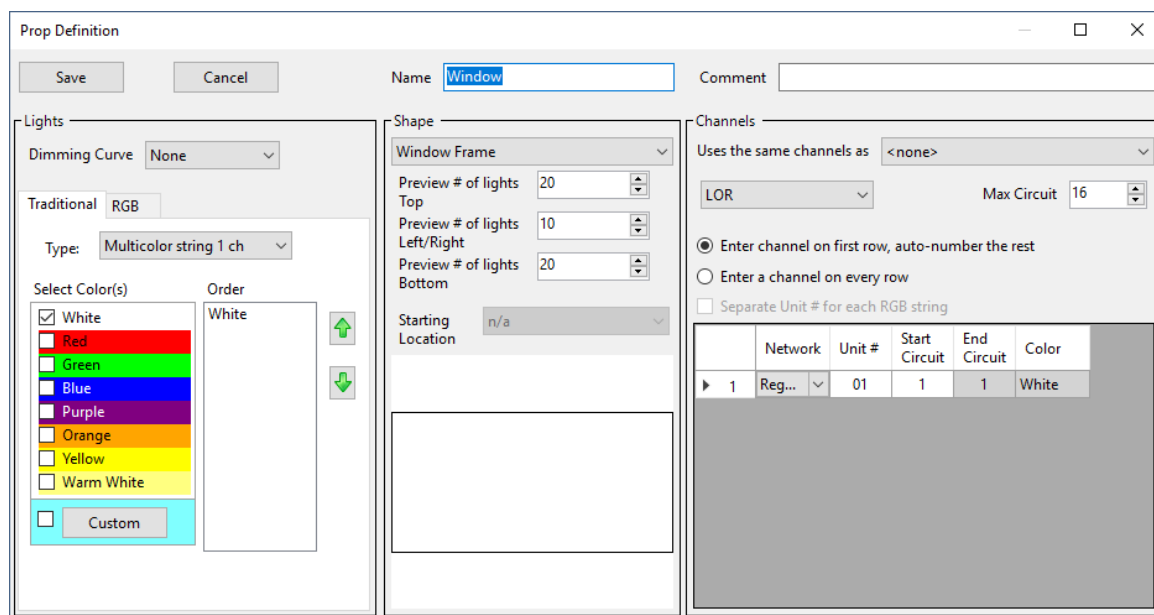 Prop Definition
Save
Cancel
Name
Window
Comment
Lights
Dimming Curve
None
Traditional
RGB
Type:
Multicolor string 1 ch
Select Color(s)
Order
White
Red
Green
Blue
Purple
Orange
Yellow
Warm White
Custom
White
Shape
Window Frame
Preview # of lights
Top
20
Preview # of lights
Left/Right
10
Preview # of lights
Bottom
20
Starting
Location
n/a
Channels
Uses the same channels as
<none>
LOR
Max Circuit
16
Enter channel on first row, auto-number the rest
Enter a channel on every row
Separate Unit # for each RGB string
Network
Unit #
Start
Circuit
End
Circuit
Color
1
Reg...
01
1
1
White